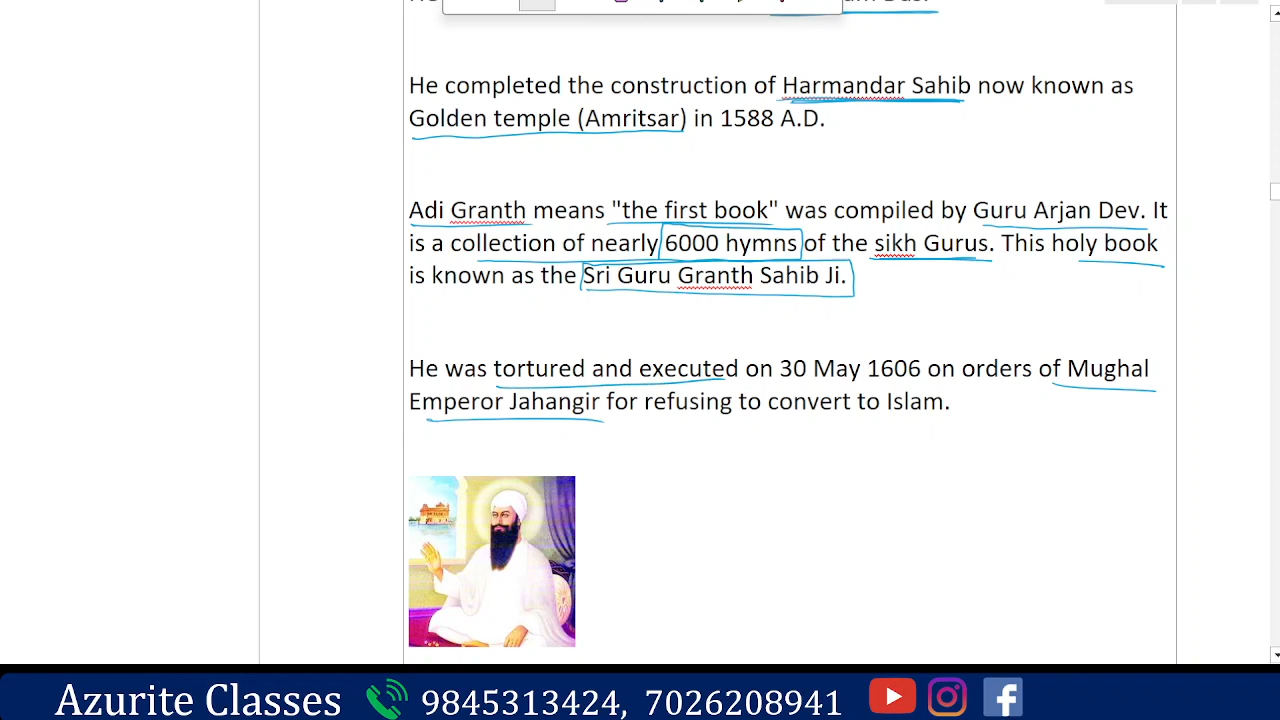 He completed the construction of Harmandar Sahib now known as
Golden temple (Amritsar) in 1588 A.D.
Adi Granth means "the first book" was compiled by Guru Arjan Dev. It
is a collection of nearly 6000 hymns of the sikh Gurus. This holy book
is known as the Sri Guru Granth Sahib Ji.
He was tortured and executed on 30 May 1606 on orders of Mughal
Emperor Jahangir for refusing to convert to Islam.
Azurite Classes 9845313424, 7026208941